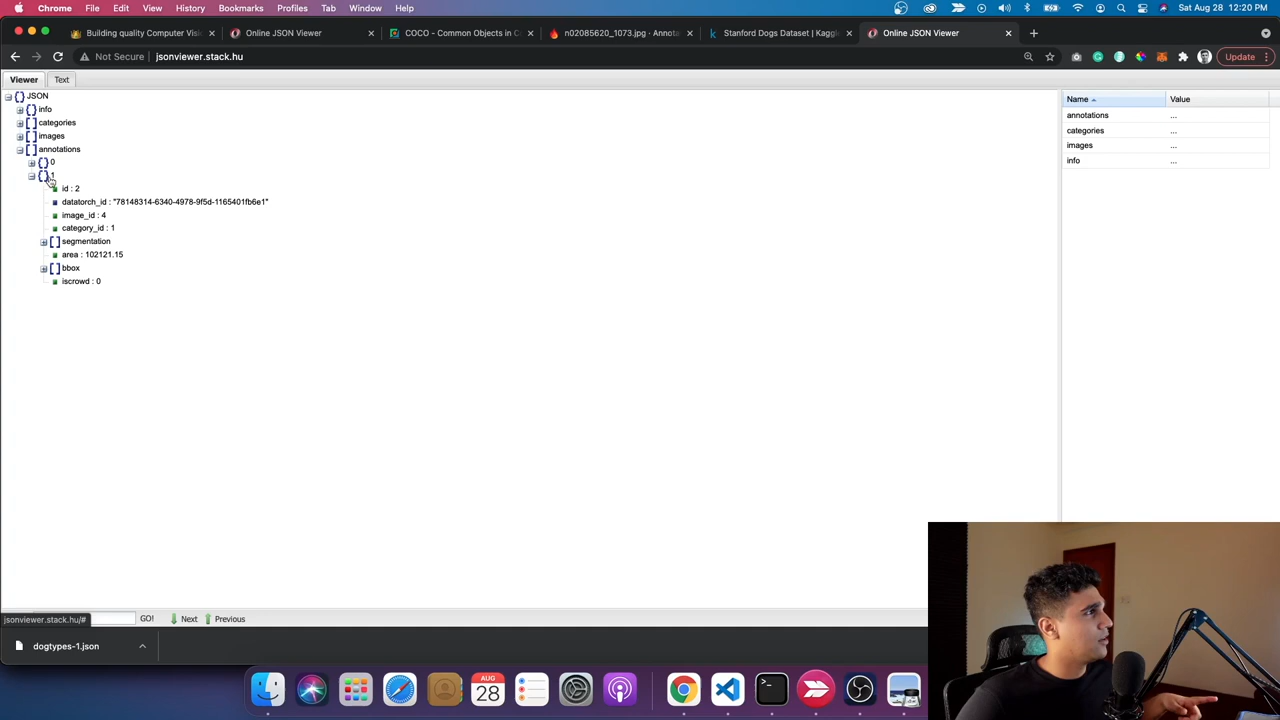 Chrome File Edit View History Bookmarks Profiles Tab Window Help Sat Aug 28 12:20 PM
Building quality Computer Visi Online JSON Viewer COCO - Common Objects in Co n02085620_1073.jpg · Annota Stanford Dogs Dataset | Kaggle Online JSON Viewer
Not Secure jsonviewer.stack.hu Update
Viewer Text
JSON
info
categories
images
annotations
0
1
id : 2
datatorch_id : "78148314-6340-4978-9f5d-1165401fb6e1"
image_id : 4
category_id : 1
segmentation
area : 102121.15
bbox
iscrowd : 0
Name Value
annotations ...
categories ...
images ...
info ...
jsonviewer.stack.hu/# GO! Next Previous
dogtypes-1.json
AUG
28